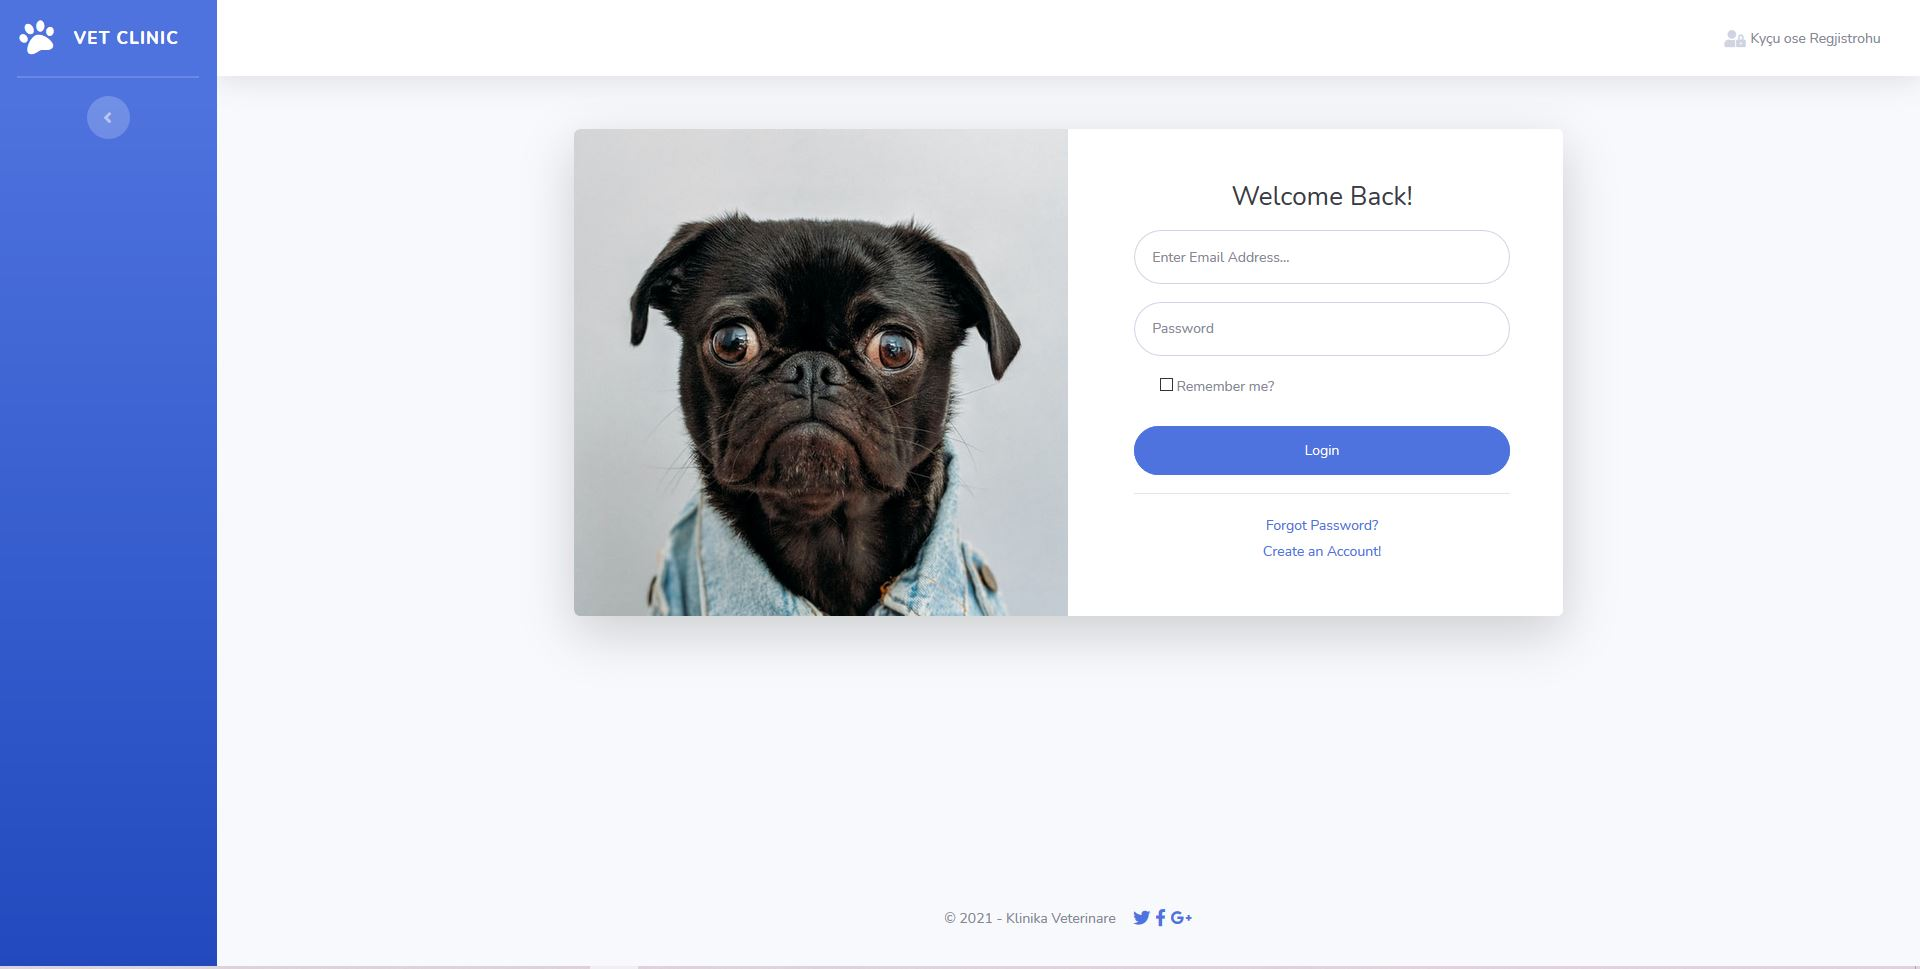 VET CLINIC
Kyçu ose Regjistrohu
Welcome Back!
Enter Email Address...
Password
Remember me?
Login
Forgot Password?
Create an Account!
© 2021 - Klinika Veterinare